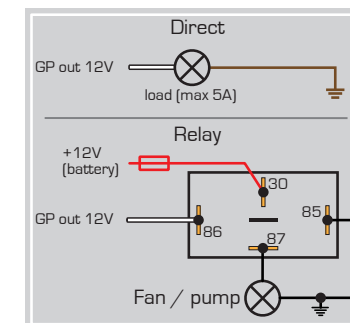 Direct
GP out 12V
load (max 5A)
Relay
+12V
(battery)
30
GP out 12V
85
86
87
Fan / pump